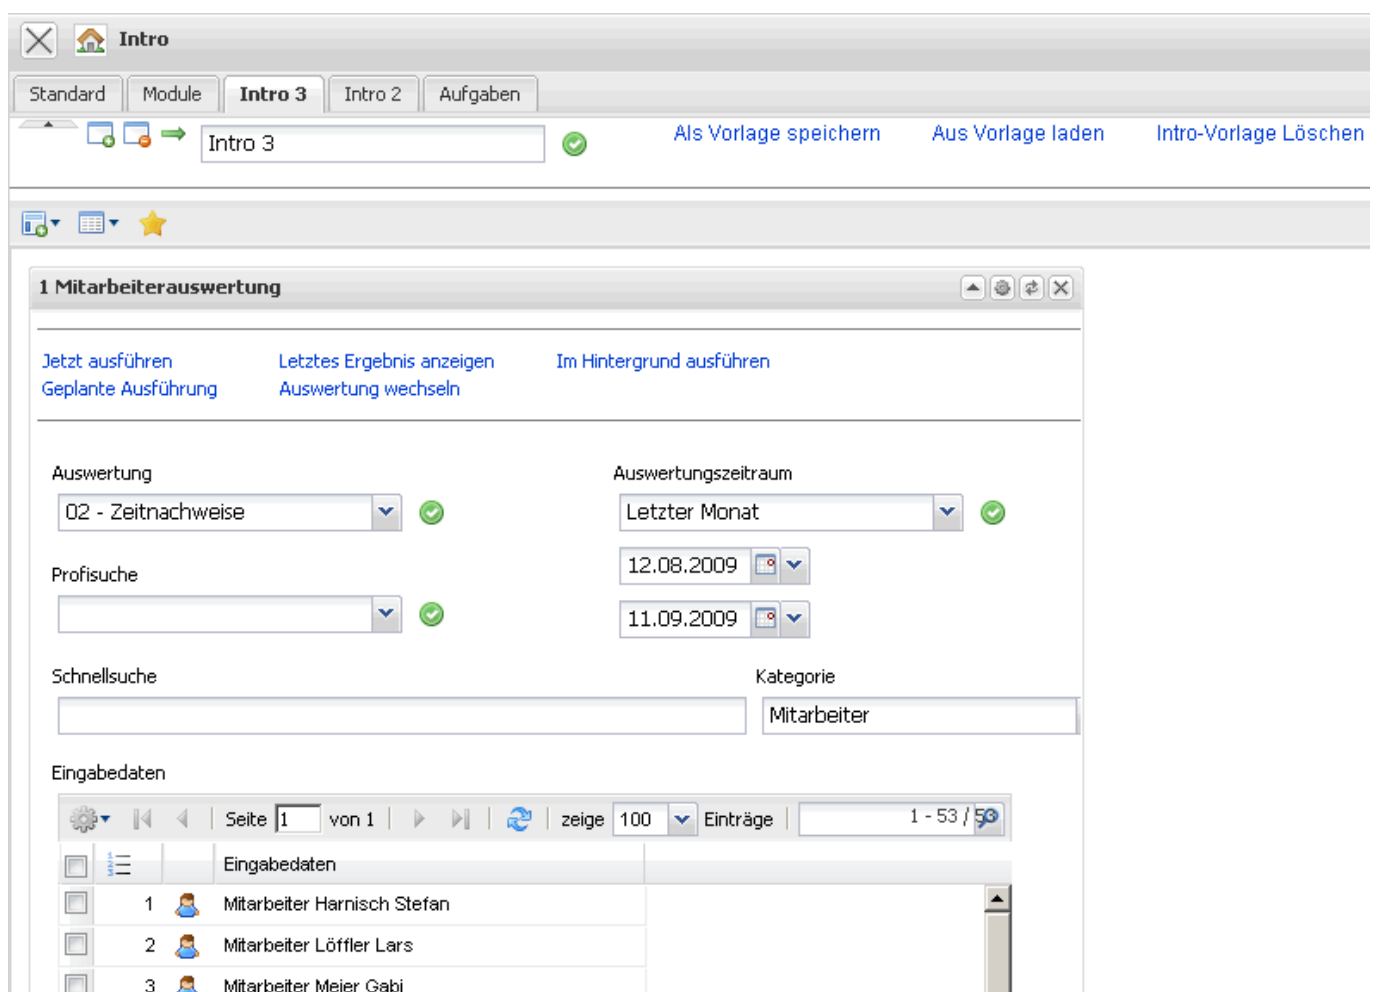 Intro
Standard Module Intro 3 Intro 2 Aufgaben
Intro 3 Als Vorlage speichern Aus Vorlage laden Intro-Vorlage Löschen
1 Mitarbeiterauswertung
Jetzt ausführen Letztes Ergebnis anzeigen Im Hintergrund ausführen
Geplante Ausführung Auswertung wechseln
Auswertung Auswertungszeitraum
02 - Zeitnachweise Letzter Monat
12.08.2009
Profisuche
11.09.2009
Schnellsuche Kategorie
Mitarbeiter
Eingabedaten
Seite 1 von 1 zeige 100 Einträge 1 - 53 / 53
Eingabedaten
1 Mitarbeiter Harnisch Stefan
2 Mitarbeiter Löffler Lars
3 Mitarbeiter Meier Gabi